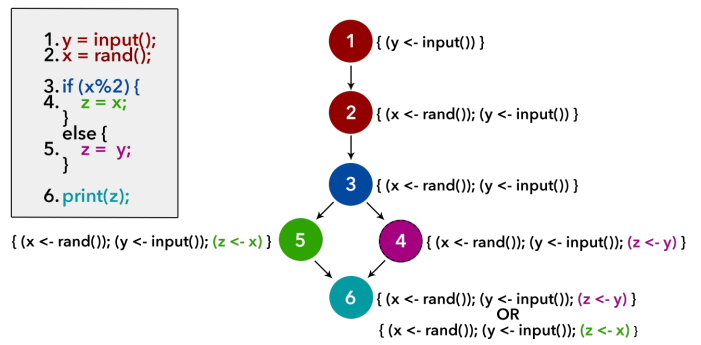 1. y = input();
2. x = rand();
3. if (x%2) {
4. z = x;
}
else {
5. z = y;
}
6. print(z);
1 { (y <- input()) }
2 { (x <- rand()); (y <- input()) }
3 { (x <- rand()); (y <- input()) }
{ (x <- rand()); (y <- input()); (z <- x) } 5
4 { (x <- rand()); (y <- input()); (z <- y) }
6 { (x <- rand()); (y <- input()); (z <- y) }
OR
{ (x <- rand()); (y <- input()); (z <- x) }